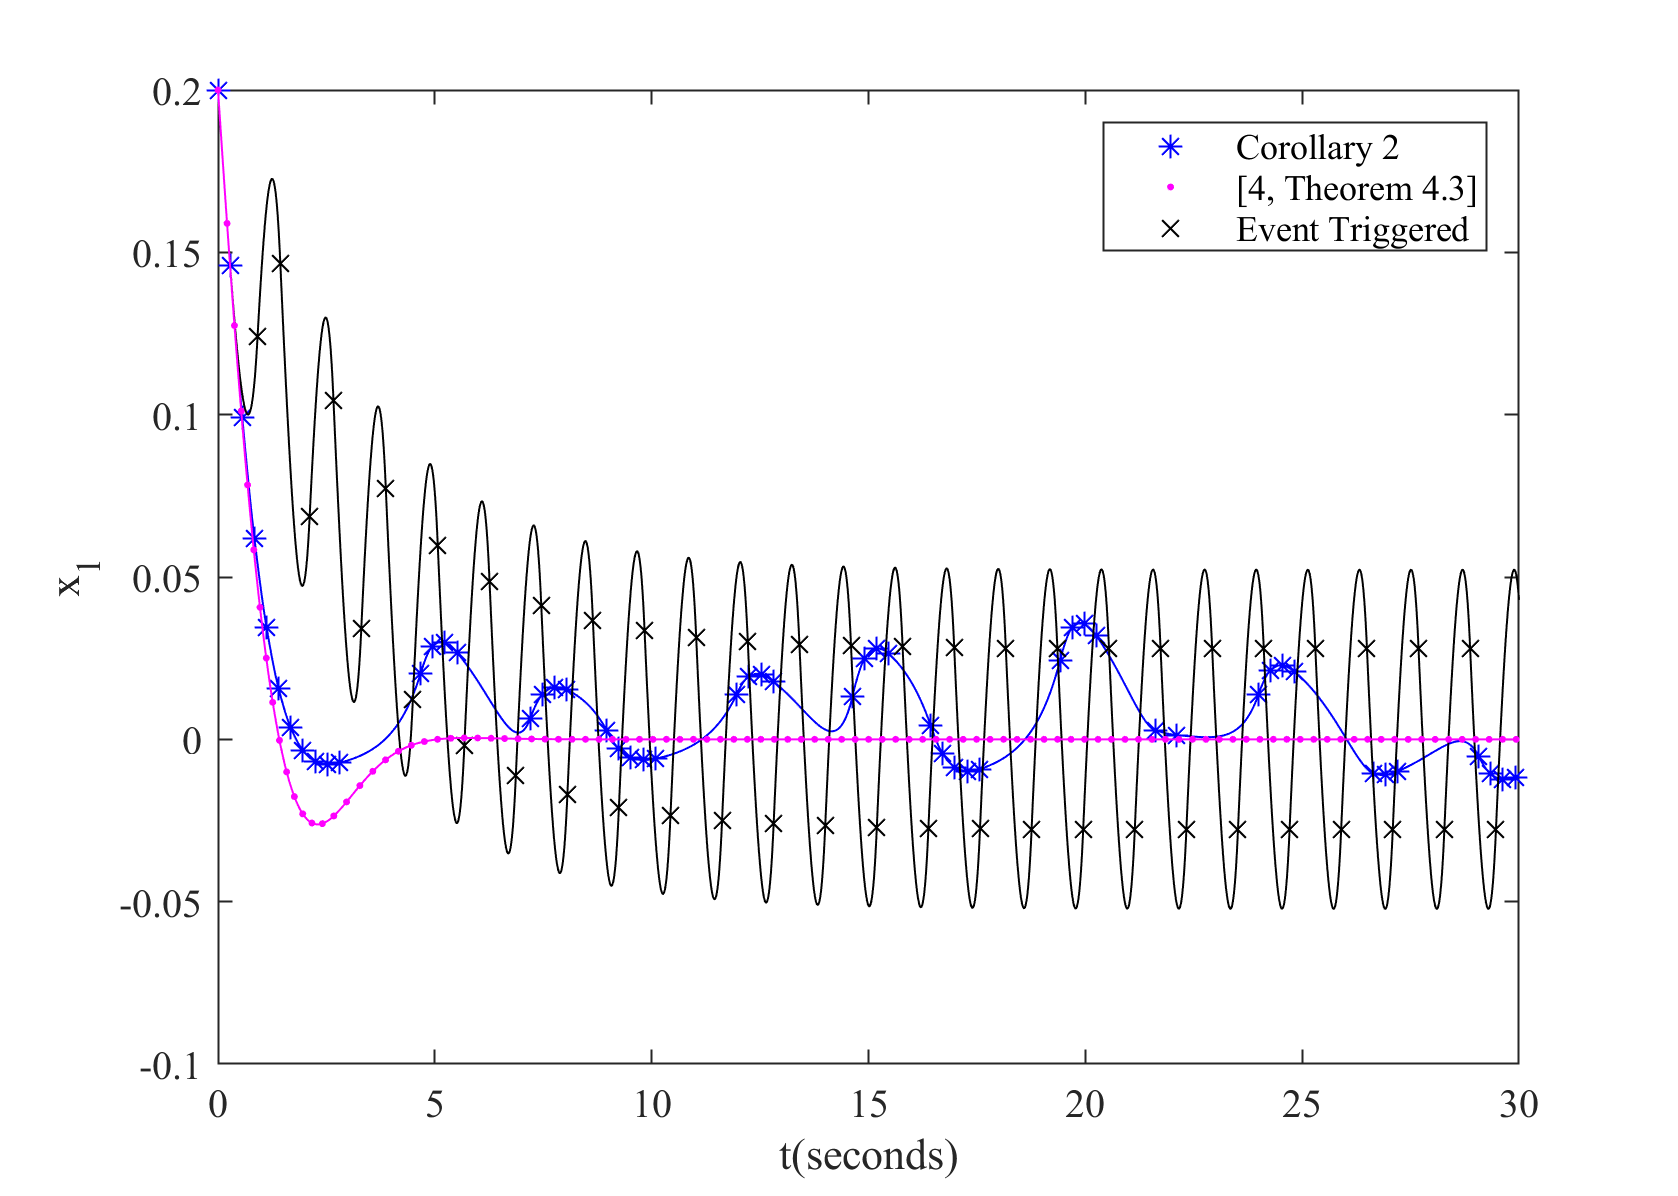 0.2
0.15
0.1
0.05
0
-0.05
-0.1
x1
Corollary 2
[4, Theorem 4.3]
Event Triggered
0 5 10 15 20 25 30
t(seconds)